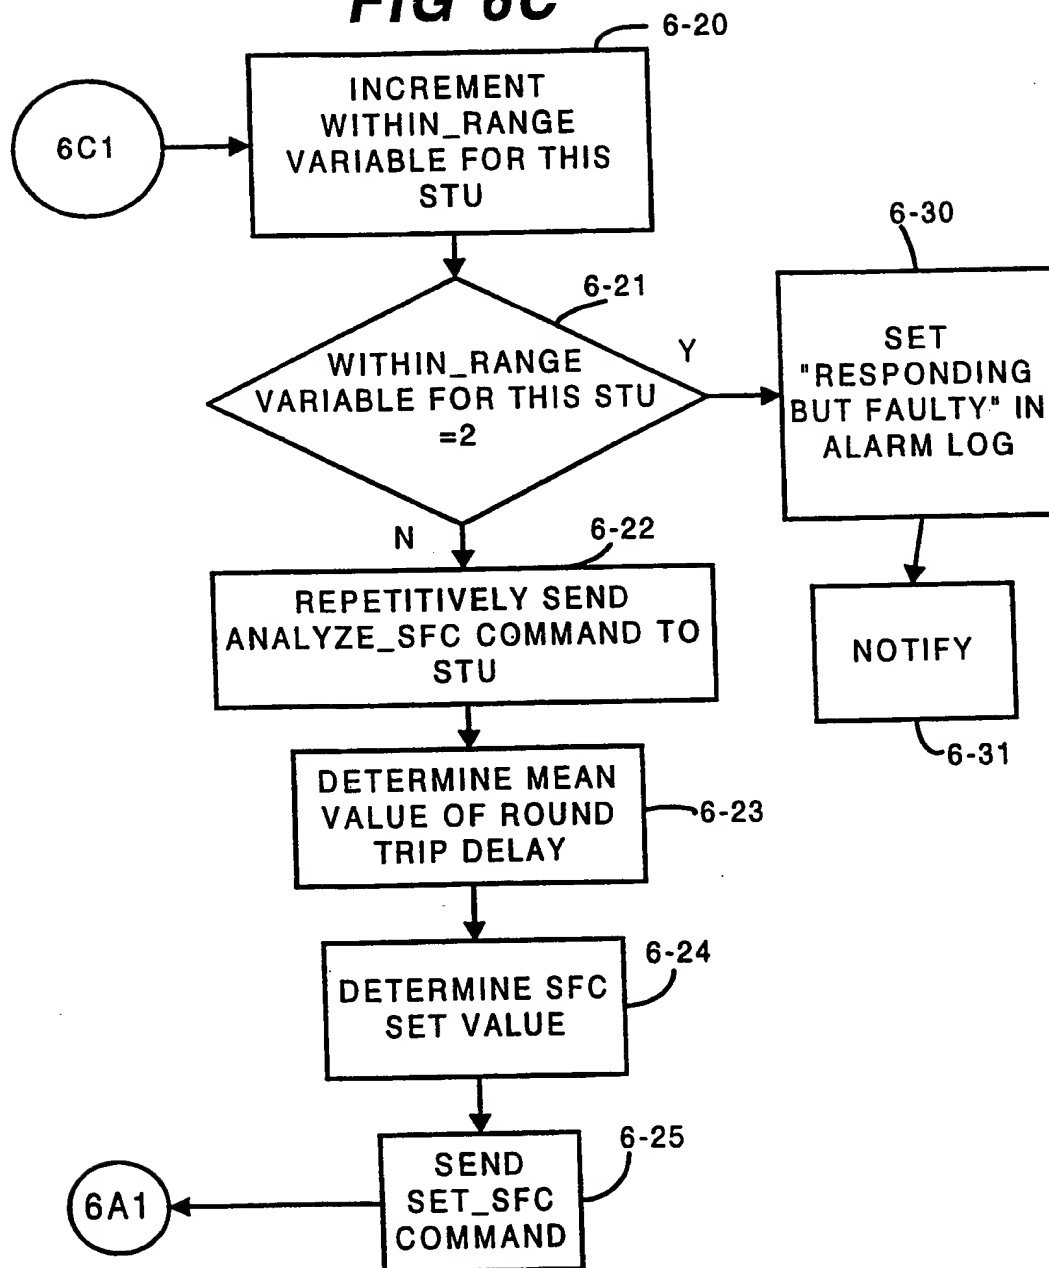 FIG 6C
6-20
INCREMENT
WITHIN_RANGE
VARIABLE FOR THIS
STU
6C1
6-30
6-21
WITHIN_RANGE
VARIABLE FOR THIS STU
=2
Y
SET
"RESPONDING
BUT FAULTY" IN
ALARM LOG
N
6-22
REPETITIVELY SEND
ANALYZE_SFC COMMAND TO
STU
NOTIFY
6-31
DETERMINE MEAN
VALUE OF ROUND
TRIP DELAY
6-23
6-24
DETERMINE SFC
SET VALUE
6-25
SEND
SET_SFC
COMMAND
6A1